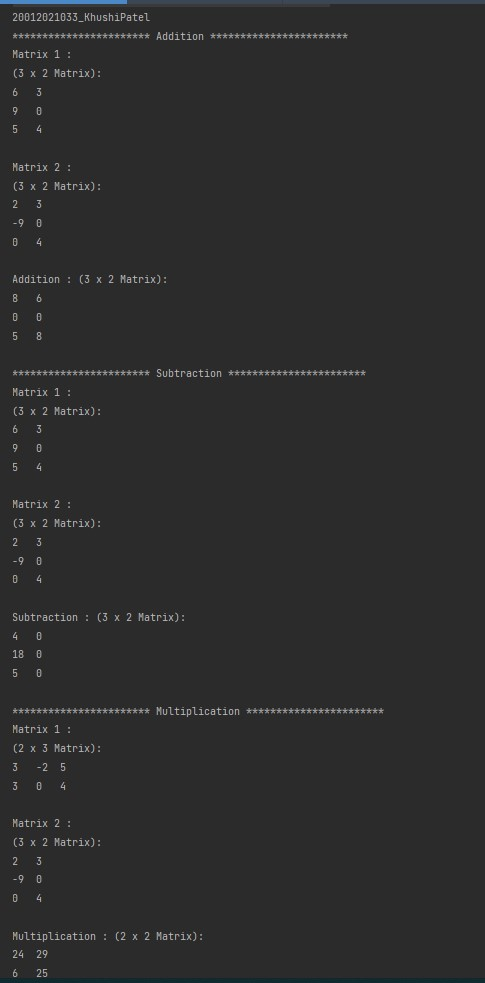 20012021033_KhushiPatel
*********************** Addition ***********************
Matrix 1 :
(3 x 2 Matrix):
6 3
9 0
5 4
Matrix 2 :
(3 x 2 Matrix):
2 3
-9 0
0 4
Addition : (3 x 2 Matrix):
8 6
0 0
5 8
*********************** Subtraction ***********************
Matrix 1 :
(3 x 2 Matrix):
6 3
9 0
5 4
Matrix 2 :
(3 x 2 Matrix):
2 3
-9 0
0 4
Subtraction : (3 x 2 Matrix):
4 0
18 0
5 0
*********************** Multiplication ***********************
Matrix 1 :
(2 x 3 Matrix):
3 -2 5
3 0 4
Matrix 2 :
(3 x 2 Matrix):
2 3
-9 0
0 4
Multiplication : (2 x 2 Matrix):
24 29
6 25